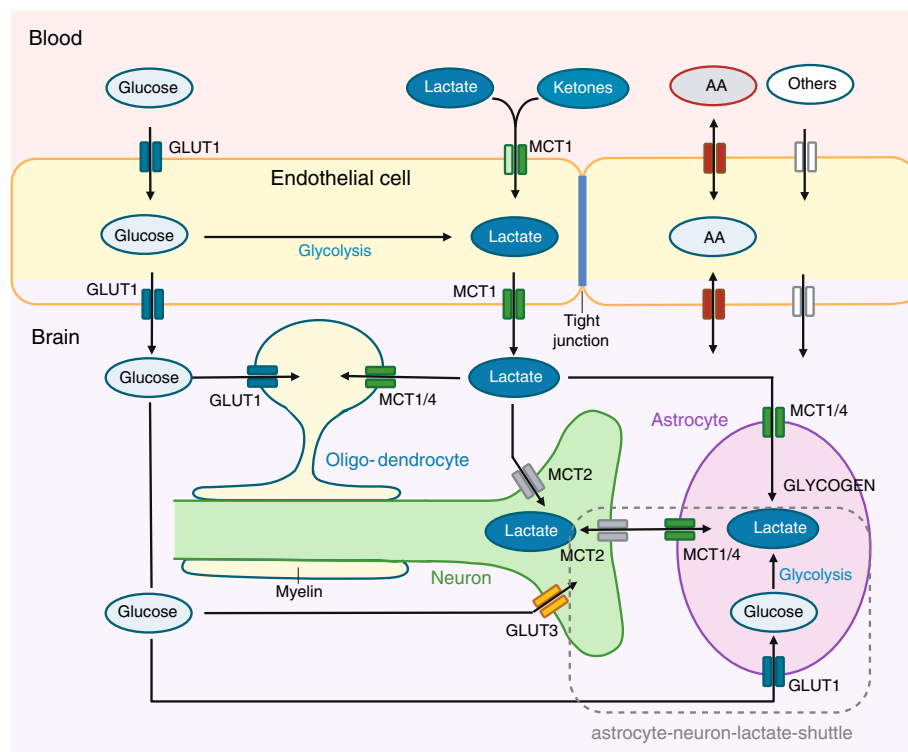 Blood
Glucose
Lactate
Ketones
AA
Others
GLUT1
MCT1
Endothelial cell
Glucose
Glycolysis
Lactate
AA
GLUT1
MCT1
Tight
junction
Brain
Glucose
GLUT1
MCT1/4
Lactate
MCT1/4
Astrocyte
Oligo-dendrocyte
MCT2
GLYCOGEN
Lactate
MCT2
MCT1/4
Lactate
Glycolysis
Neuron
Myelin
Glucose
GLUT3
Glucose
GLUT1
astrocyte-neuron-lactate-shuttle